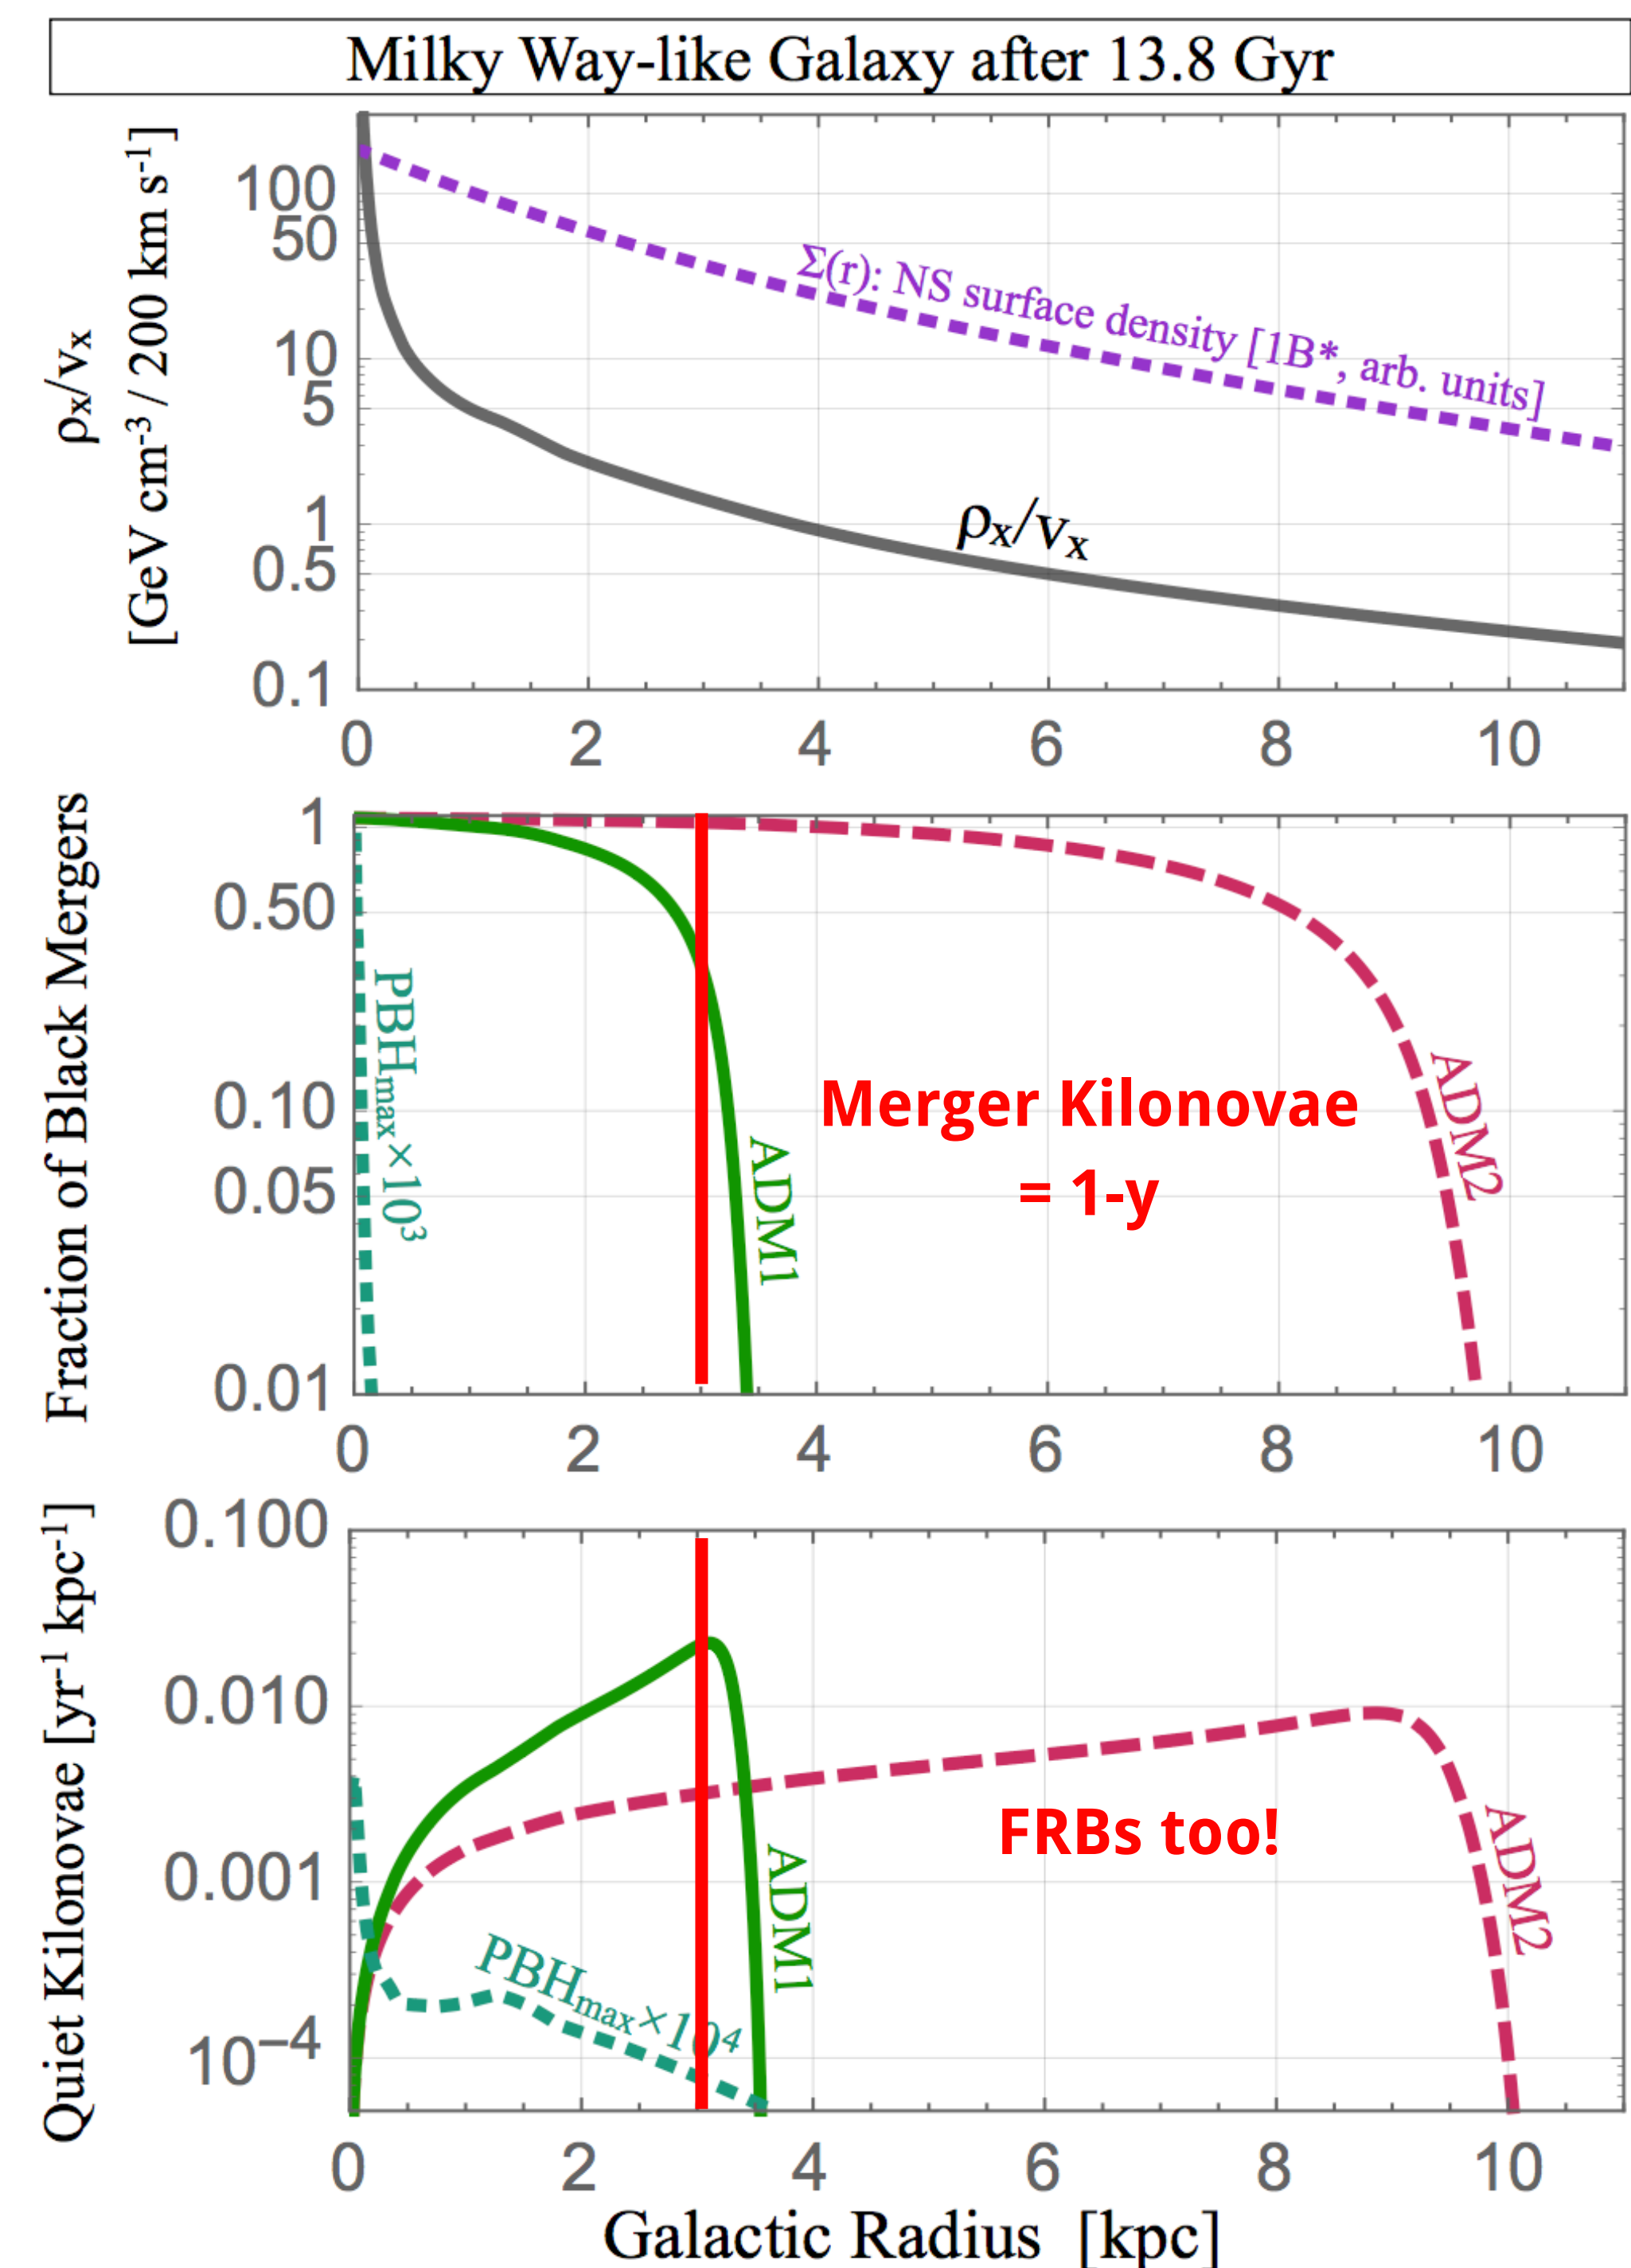 Milky Way-like Galaxy after 13.8 Gyr
ρx/vx
[GeV cm-3 / 200 km s-1]
100
50
10
5
1
0.5
0.1
Σ(r): NS surface density [1B*, arb. units]
ρx/vx
0 2 4 6 8 10
Fraction of Black Mergers
1
0.50
0.10
0.05
0.01
PBHmax×10³
ADM1
Merger Kilonovae
= 1-y
ADM2
0 2 4 6 8 10
Quiet Kilonovae [yr-1 kpc-1]
0.100
0.010
0.001
10−4
PBHmax×10⁴
ADM1
FRBs too!
ADM2
0 2 4 6 8 10
Galactic Radius [kpc]